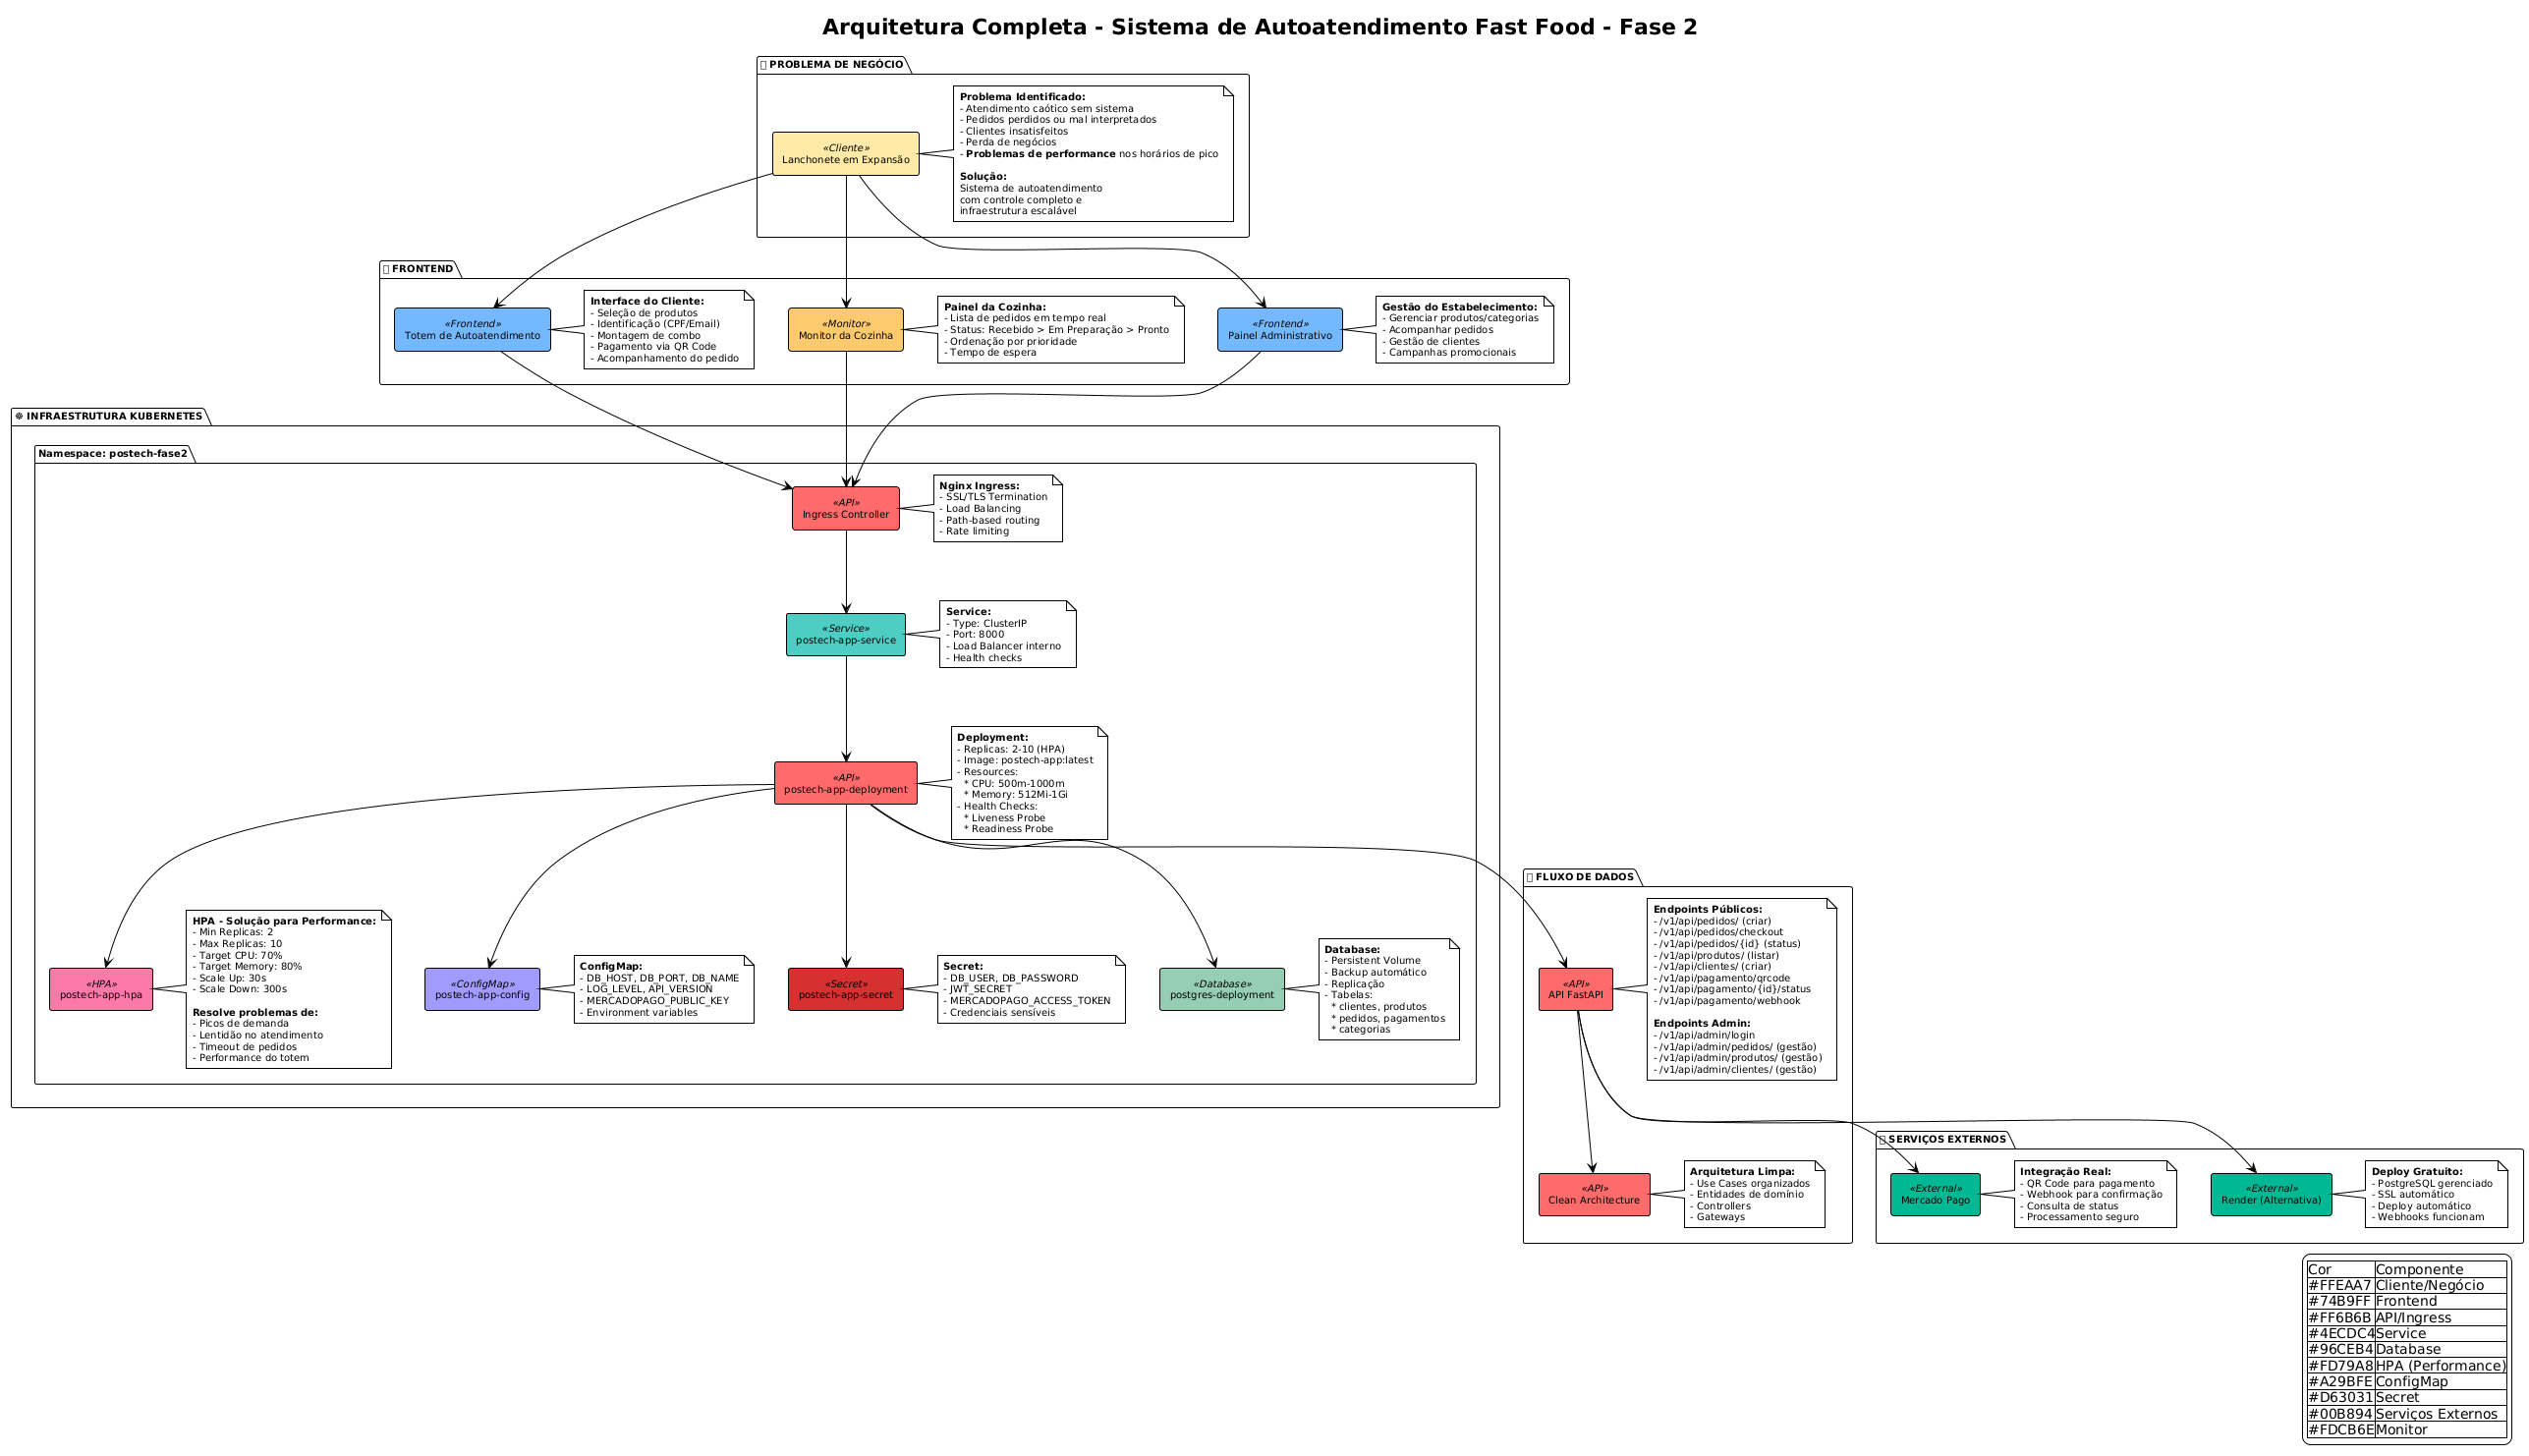 Arquitetura Completa - Sistema de Autoatendimento Fast Food - Fase 2
PROBLEMA DE NEGÓCIO
«Cliente»
Lanchonete em Expansão
Problema Identificado:
- Atendimento caótico sem sistema
- Pedidos perdidos ou mal interpretados
- Clientes insatisfeitos
- Perda de negócios
- Problemas de performance nos horários de pico
Solução:
Sistema de autoatendimento
com controle completo e
infraestrutura escalável
FRONTEND
«Frontend»
Totem de Autoatendimento
Interface do Cliente:
- Seleção de produtos
- Identificação (CPF/Email)
- Montagem de combo
- Pagamento via QR Code
- Acompanhamento do pedido
«Monitor»
Monitor da Cozinha
Painel da Cozinha:
- Lista de pedidos em tempo real
- Status: Recebido > Em Preparação > Pronto
- Ordenação por prioridade
- Tempo de espera
«Frontend»
Painel Administrativo
Gestão do Estabelecimento:
- Gerenciar produtos/categorias
- Acompanhar pedidos
- Gestão de clientes
- Campanhas promocionais
☸ INFRAESTRUTURA KUBERNETES
Namespace: postech-fase2
«API»
Ingress Controller
Nginx Ingress:
- SSL/TLS Termination
- Load Balancing
- Path-based routing
- Rate limiting
«Service»
postech-app-service
Service:
- Type: ClusterIP
- Port: 8000
- Load Balancer interno
- Health checks
«API»
postech-app-deployment
Deployment:
- Replicas: 2-10 (HPA)
- Image: postech-app:latest
- Resources:
* CPU: 500m-1000m
* Memory: 512Mi-1Gi
- Health Checks:
* Liveness Probe
* Readiness Probe
«HPA»
postech-app-hpa
HPA - Solução para Performance:
- Min Replicas: 2
- Max Replicas: 10
- Target CPU: 70%
- Target Memory: 80%
- Scale Up: 30s
- Scale Down: 300s
Resolve problemas de:
- Picos de demanda
- Lentidão no atendimento
- Timeout de pedidos
- Performance do totem
«ConfigMap»
postech-app-config
ConfigMap:
- DB_HOST, DB_PORT, DB_NAME
- LOG_LEVEL, API_VERSION
- MERCADOPAGO_PUBLIC_KEY
- Environment variables
«Secret»
postech-app-secret
Secret:
- DB_USER, DB_PASSWORD
- JWT_SECRET
- MERCADOPAGO_ACCESS_TOKEN
- Credenciais sensíveis
«Database»
postgres-deployment
Database:
- Persistent Volume
- Backup automático
- Replicação
- Tabelas:
* clientes, produtos
* pedidos, pagamentos
* categorias
FLUXO DE DADOS
«API»
API FastAPI
Endpoints Públicos:
- /v1/api/pedidos/ (criar)
- /v1/api/pedidos/checkout
- /v1/api/pedidos/{id} (status)
- /v1/api/produtos/ (listar)
- /v1/api/clientes/ (criar)
- /v1/api/pagamento/qrcode
- /v1/api/pagamento/{id}/status
- /v1/api/pagamento/webhook
Endpoints Admin:
- /v1/api/admin/login
- /v1/api/admin/pedidos/ (gestão)
- /v1/api/admin/produtos/ (gestão)
- /v1/api/admin/clientes/ (gestão)
«API»
Clean Architecture
Arquitetura Limpa:
- Use Cases organizados
- Entidades de domínio
- Controllers
- Gateways
SERVIÇOS EXTERNOS
«External»
Mercado Pago
Integração Real:
- QR Code para pagamento
- Webhook para confirmação
- Consulta de status
- Processamento seguro
«External»
Render (Alternativa)
Deploy Gratuito:
- PostgreSQL gerenciado
- SSL automático
- Deploy automático
- Webhooks funcionam
Cor Componente
#FFEAA7 Cliente/Negócio
#74B9FF Frontend
#FF6B6B API/Ingress
#4ECDC4 Service
#96CEB4 Database
#FD79A8 HPA (Performance)
#A29BFE ConfigMap
#D63031 Secret
#00B894 Serviços Externos
#FDCB6E Monitor